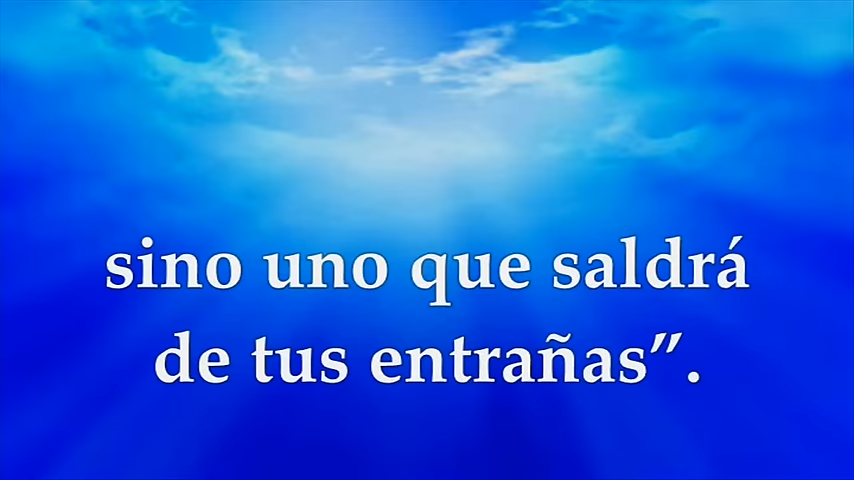 sino uno que saldrá
de tus entrañas”.